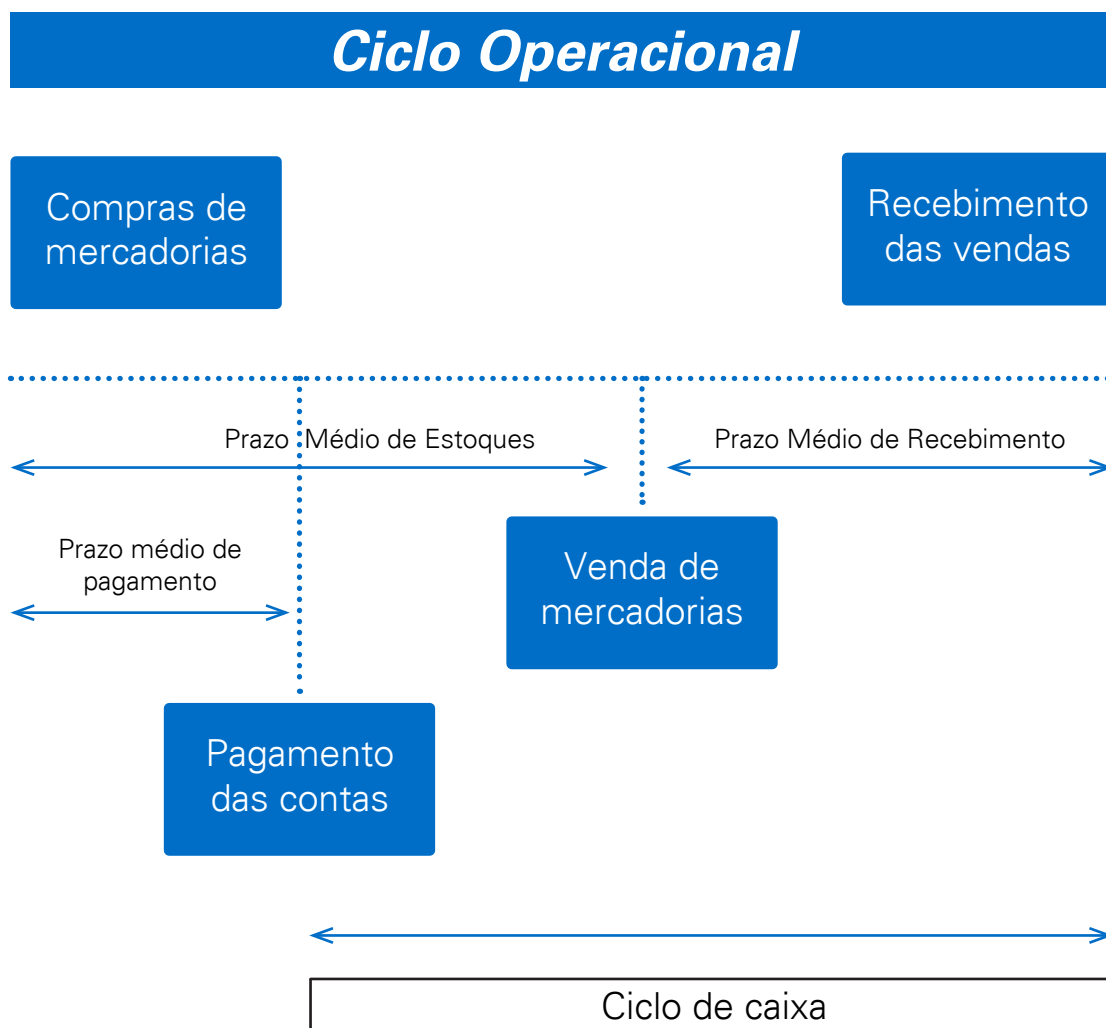 Ciclo Operacional
Compras de
mercadorias
Recebimento
das vendas
Prazo Médio de Estoques
Prazo Médio de Recebimento
Prazo médio de
pagamento
Venda de
mercadorias
Pagamento
das contas
Ciclo de caixa